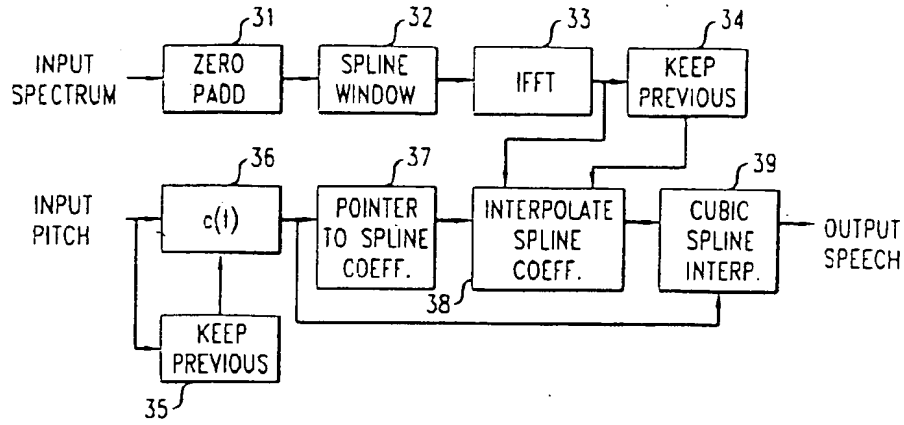 31
32
33
34
INPUT
SPECTRUM
ZERO
PADD
SPLINE
WINDOW
IFFT
KEEP
PREVIOUS
36
37
39
INPUT
PITCH
c(t)
POINTER
TO SPLINE
COEFF.
INTERPOLATE
SPLINE
COEFF.
CUBIC
SPLINE
INTERP.
OUTPUT
SPEECH
38
KEEP
PREVIOUS
35